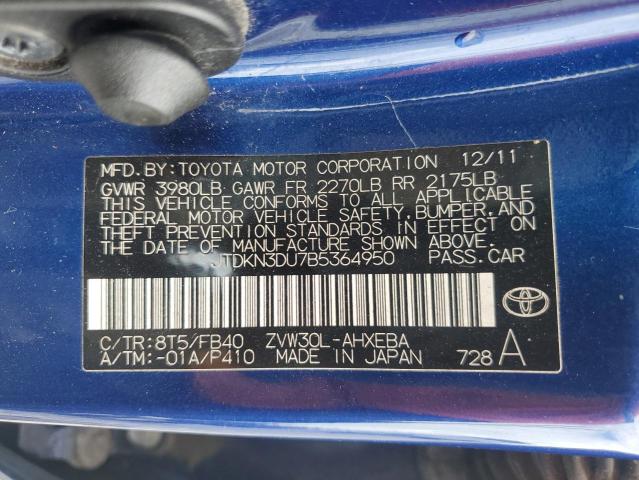 MFD. BY: TOYOTA MOTOR CORPORATION 12/11
GVWR 3980LB GAWR FR 2270LB RR 2175LB
THIS VEHICLE CONFORMS TO ALL APPLICABLE
FEDERAL MOTOR VEHICLE SAFETY, BUMPER, AND
THEFT PREVENTION STANDARDS IN EFFECT ON
THE DATE OF MANUFACTURE SHOWN ABOVE.
JTDKN3DU7B5364950 PASS. CAR
C/TR: 8T5/FB40 ZVW30L-AHXEBA
A/TM: -01A/P410 MADE IN JAPAN 728 A